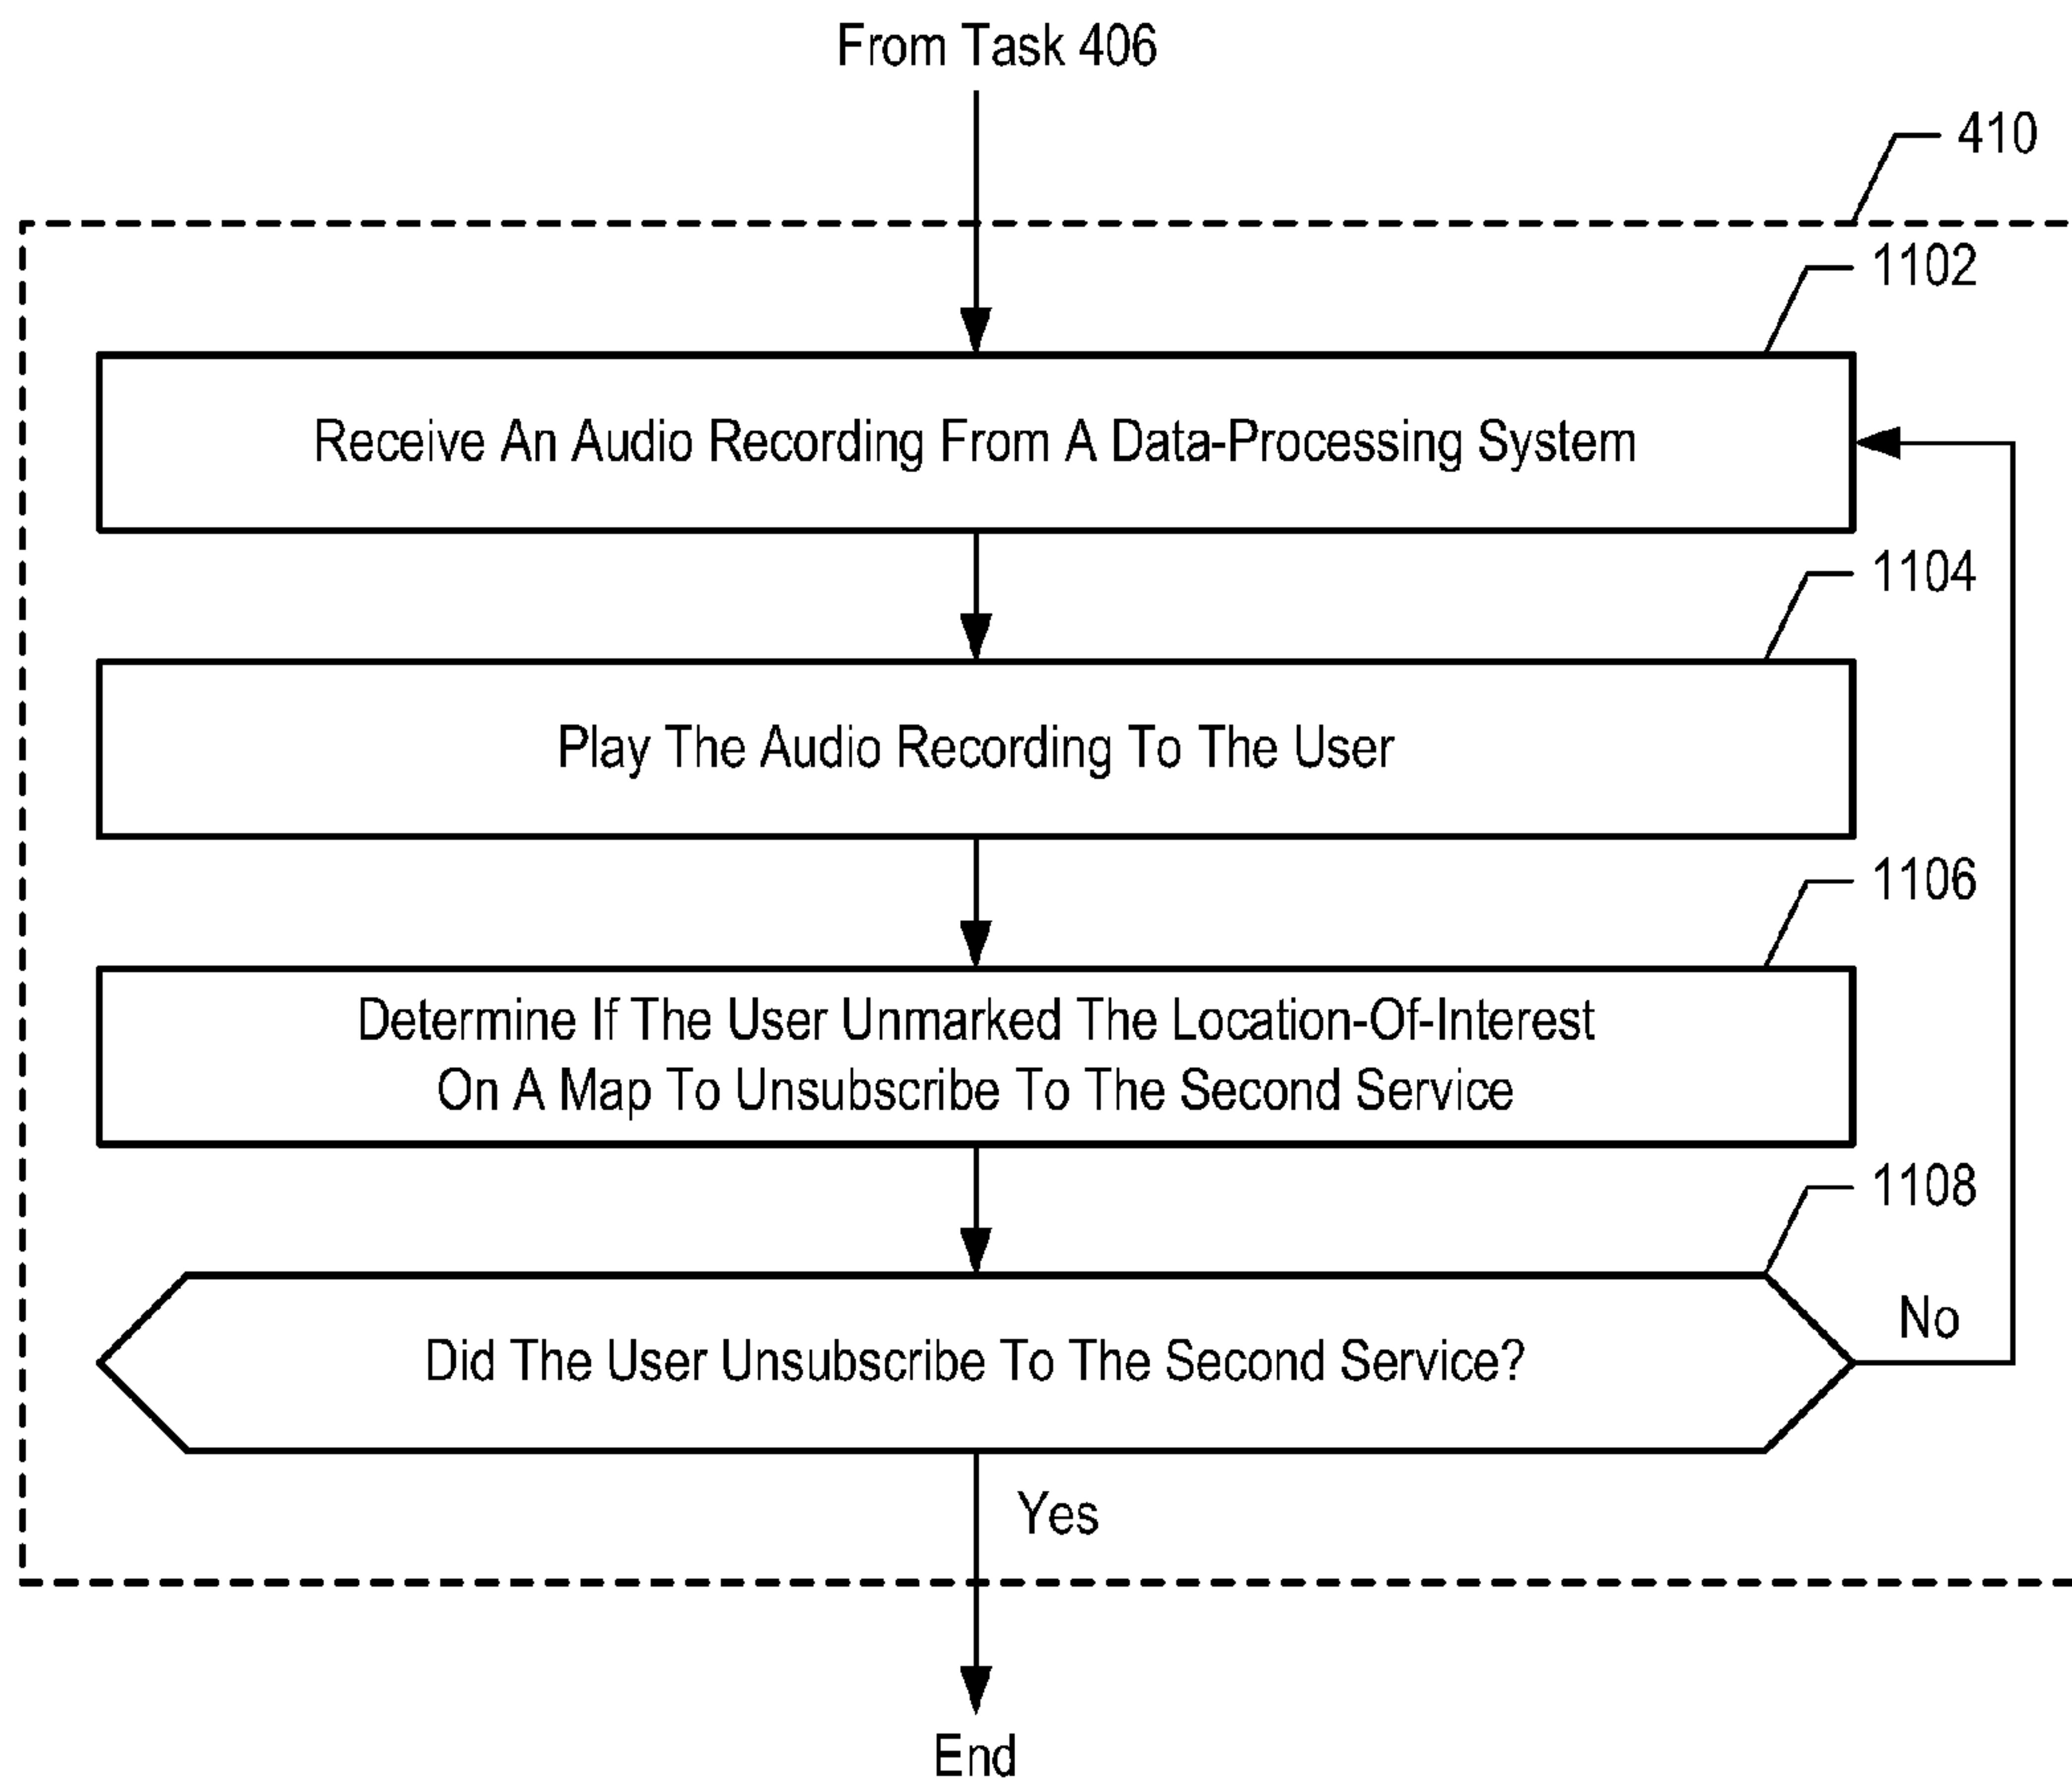 From Task 406
410
1102
Receive An Audio Recording From A Data-Processing System
1104
Play The Audio Recording To The User
1106
Determine If The User Unmarked The Location-Of-Interest
On A Map To Unsubscribe To The Second Service
1108
Did The User Unsubscribe To The Second Service?
No
Yes
End